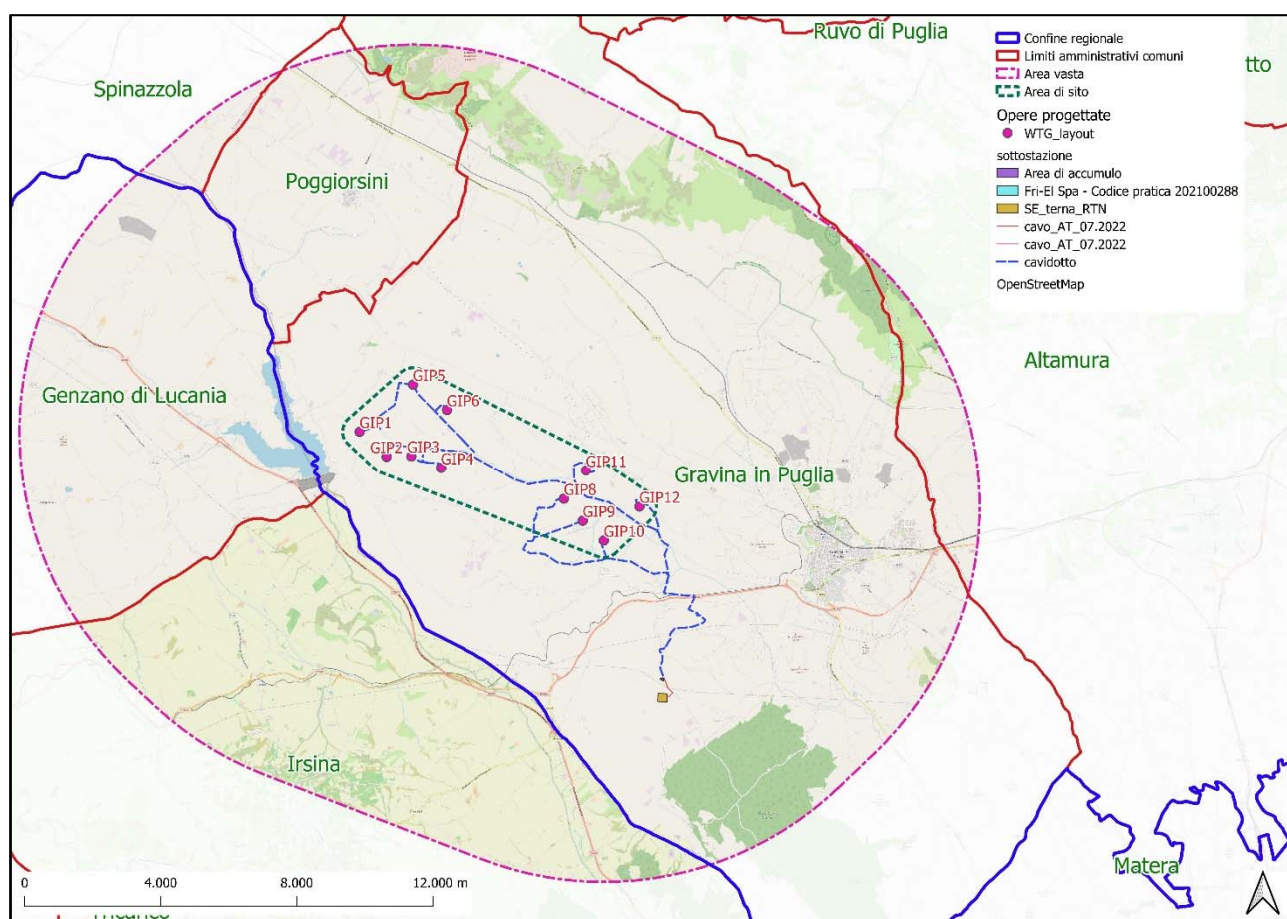 Ruvo di Puglia
tto
Spinazzola
Poggiorsini
Confine regionale
Limiti amministrativi comuni
Area vasta
Area di sito
Opere progettate
WTG_layout
sottostazione
Area di accumulo
Fri-El Spa - Codice pratica 202100288
SE_terna_RTN
cavo_AT_07.2022
cavo_AT_07.2022
cavidotto
OpenStreetMap
Altamura
Genzano di Lucania
GIP5
GIP6
GIP1
GIP2
GIP3
GIP4
GIP11
Gravina in Puglia
GIP8
GIP12
GIP9
GIP10
Irsina
Matera
0
4.000
8.000
12.000 m